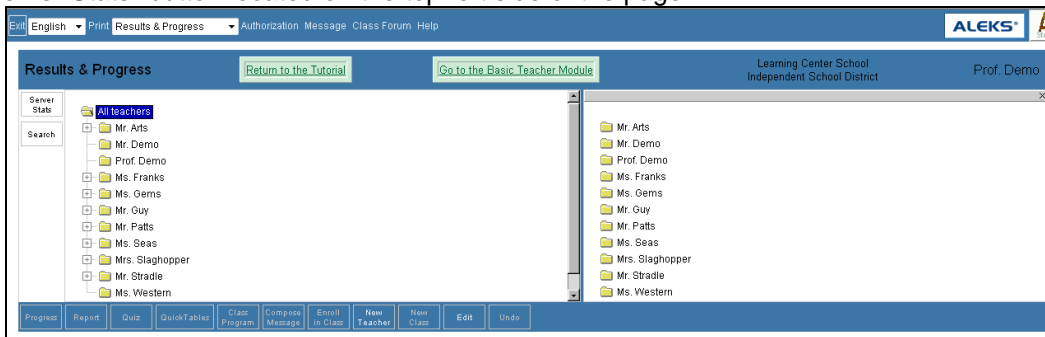 Exit English Print Results & Progress Authorization Message Class Forum Help ALEKS
Results & Progress Return to the Tutorial Go to the Basic Teacher Module Learning Center School Independent School District Prof. Demo
Server Stats
Search
All teachers
Mr. Arts
Mr. Demo
Prof. Demo
Ms. Franks
Ms. Gems
Mr. Guy
Mr. Patts
Ms. Seas
Mrs. Slaghopper
Mr. Stradle
Ms. Western
Mr. Arts
Mr. Demo
Prof. Demo
Ms. Franks
Ms. Gems
Mr. Guy
Mr. Patts
Ms. Seas
Mrs. Slaghopper
Mr. Stradle
Ms. Western
Progress Report Quiz QuickTables Class Program Compose Message Enroll in Class New Teacher New Class Edit Undo